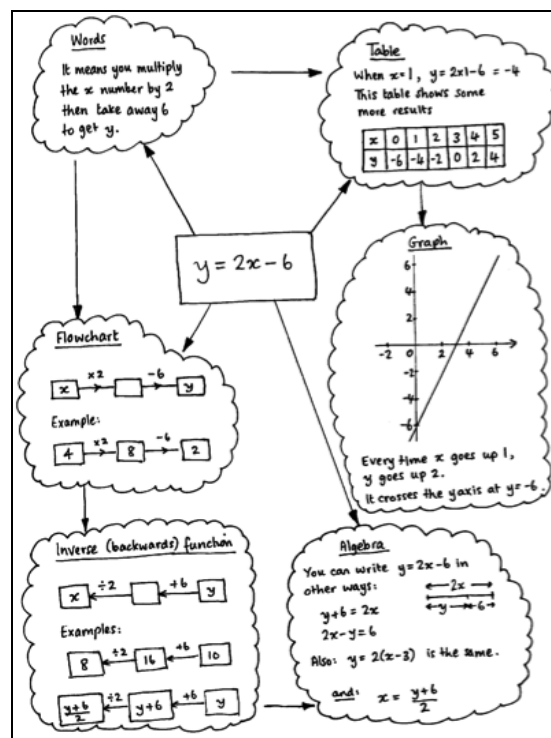 Words
It means you multiply
the x number by 2
then take away 6
to get y.
Table
When x=1, y=2x1-6 = -4
This table shows some
more results
x 0 1 2 3 4 5
y -6 -4 -2 0 2 4
y = 2x - 6
Graph
6
4
2
-2 0 2 4 6
-2
-4
-6
Every time x goes up 1,
y goes up 2.
It crosses the y axis at y=-6.
Flowchart
x ×2 -6 y
Example:
4 ×2 8 -6 2
Inverse (backwards) function
x ÷2 +6 y
Examples:
8 ÷2 16 +6 10
y+6/2 ÷2 y+6 +6 y
Algebra
You can write y=2x-6 in
other ways:
2x
y 6
y+6 = 2x
2x-y=6
Also: y=2(x-3) is the same.
and: x = y+6/2